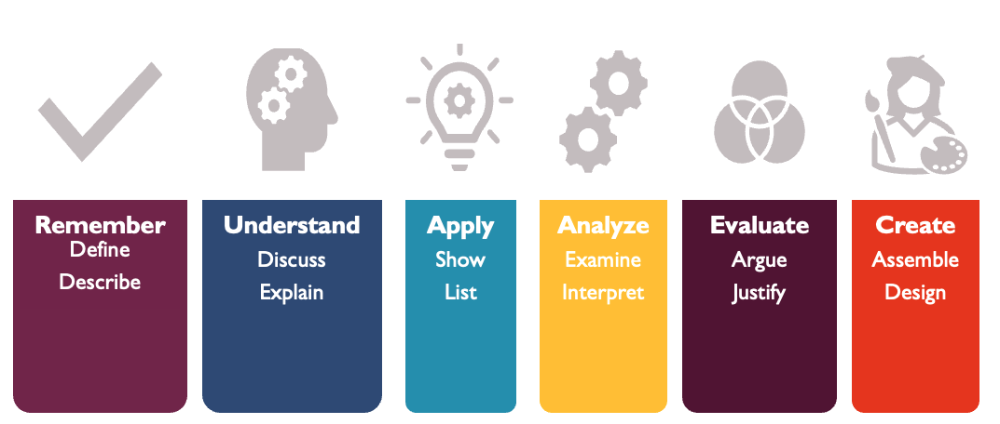 Remember
Define
Describe
Understand
Discuss
Explain
Apply
Show
List
Analyze
Examine
Interpret
Evaluate
Argue
Justify
Create
Assemble
Design